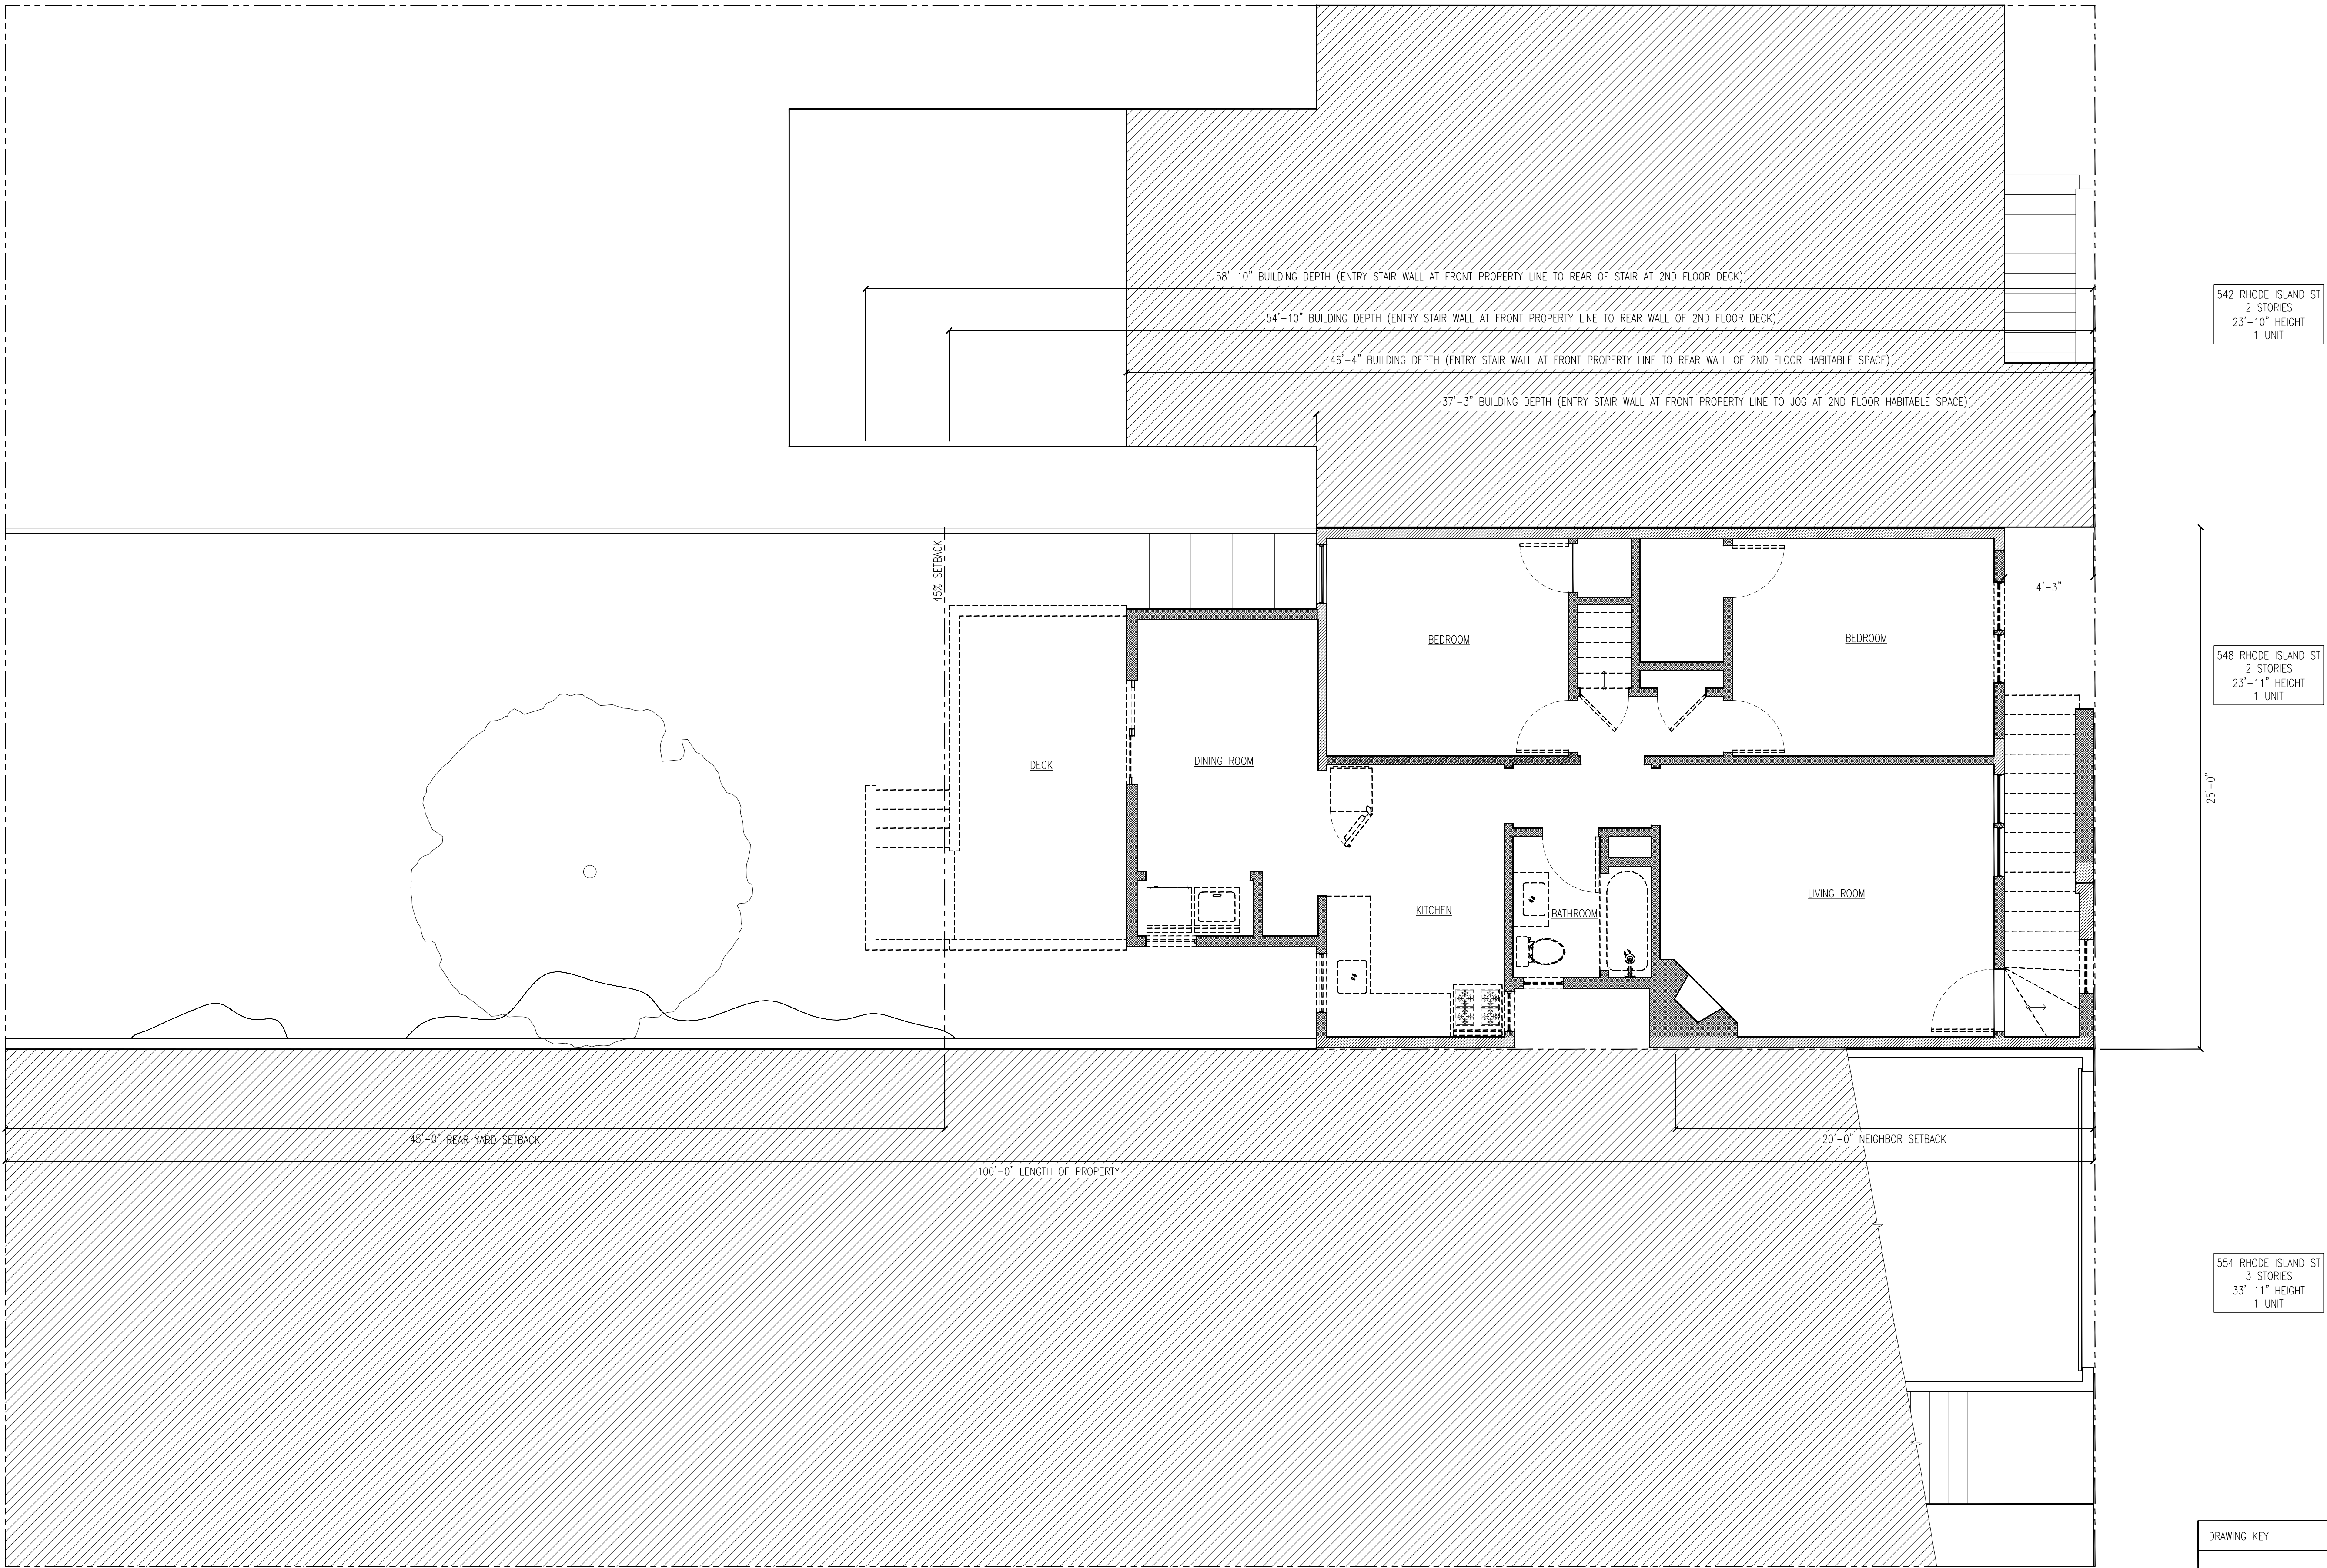 58'-10" BUILDING DEPTH (ENTRY STAIR WALL AT FRONT PROPERTY LINE TO REAR OF STAIR AT 2ND FLOOR DECK)
54'-10" BUILDING DEPTH (ENTRY STAIR WALL AT FRONT PROPERTY LINE TO REAR WALL OF 2ND FLOOR DECK)
46'-4" BUILDING DEPTH (ENTRY STAIR WALL AT FRONT PROPERTY LINE TO REAR WALL OF 2ND FLOOR HABITABLE SPACE)
37'-3" BUILDING DEPTH (ENTRY STAIR WALL AT FRONT PROPERTY LINE TO JOG AT 2ND FLOOR HABITABLE SPACE)
542 RHODE ISLAND ST
2 STORIES
23'-10" HEIGHT
1 UNIT
45% SETBACK
4'-3"
BEDROOM
BEDROOM
548 RHODE ISLAND ST
2 STORIES
23'-11" HEIGHT
1 UNIT
DECK
DINING ROOM
25'-0"
LIVING ROOM
KITCHEN
BATHROOM
45'-0" REAR YARD SETBACK
20'-0" NEIGHBOR SETBACK
100'-0" LENGTH OF PROPERTY
554 RHODE ISLAND ST
3 STORIES
33'-11" HEIGHT
1 UNIT
DRAWING KEY